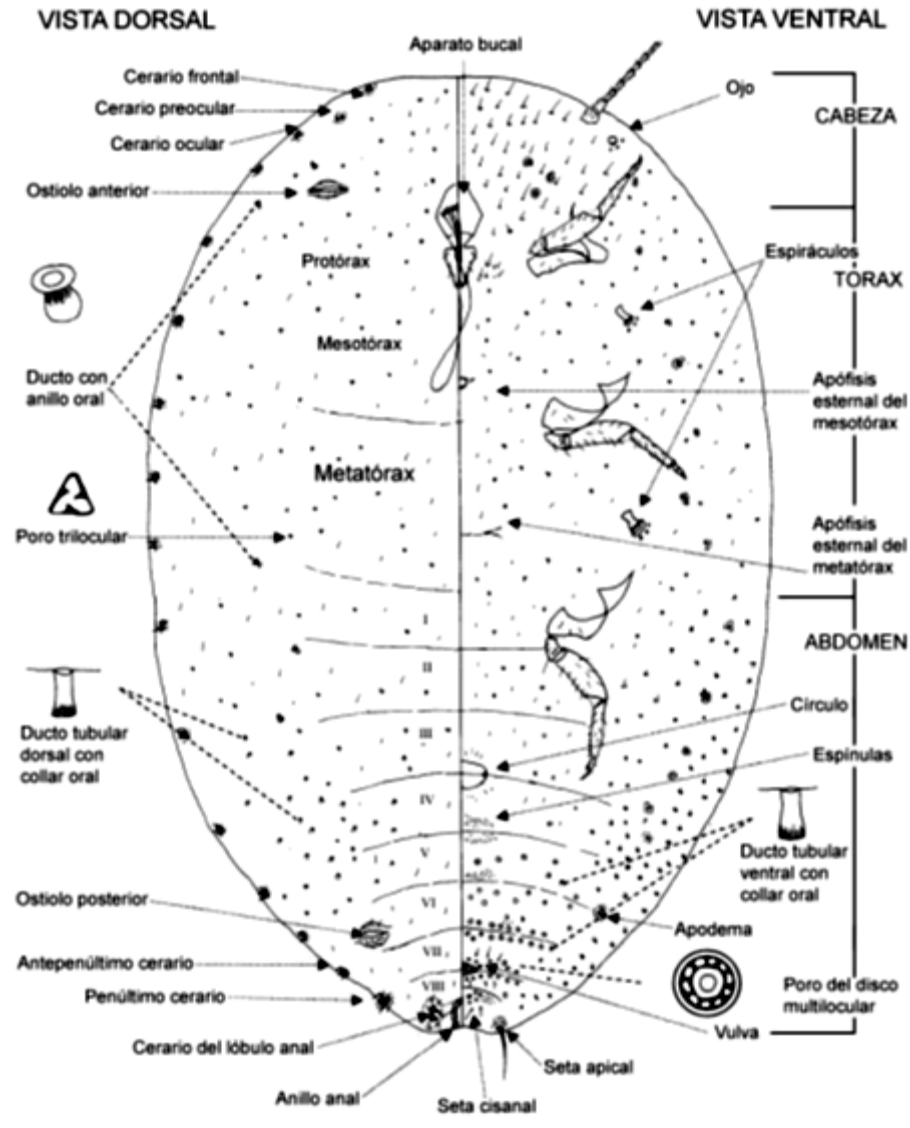 VISTA DORSAL
VISTA VENTRAL
Aparato bucal
Cerario frontal
Cerario preocular
Cerario ocular
Ostiolo anterior
Ojo
CABEZA
Protórax
Espiráculos
TORAX
Mesotórax
Ducto con
anillo oral
Apófisis
esternal del
mesotórax
Metatórax
Poro trilocular
Apófisis
esternal del
metatórax
I
ABDOMEN
II
Círculo
Ducto tubular
dorsal con
collar oral
III
Espínulas
IV
V
Ducto tubular
ventral con
collar oral
Ostiolo posterior
VI
Apodema
VII
Antepenúltimo cerario
Penúltimo cerario
VIII
Poro del disco
multilocular
Vulva
Cerario del lóbulo anal
Seta apical
Anillo anal
Seta cisanal